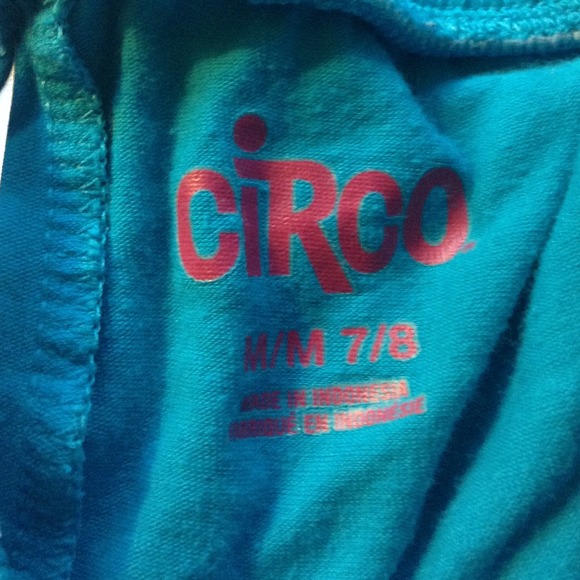 CiRCO
M/M 7/8
MADE IN INDONESIA
FABRIQUÉ EN INDONÉSIE